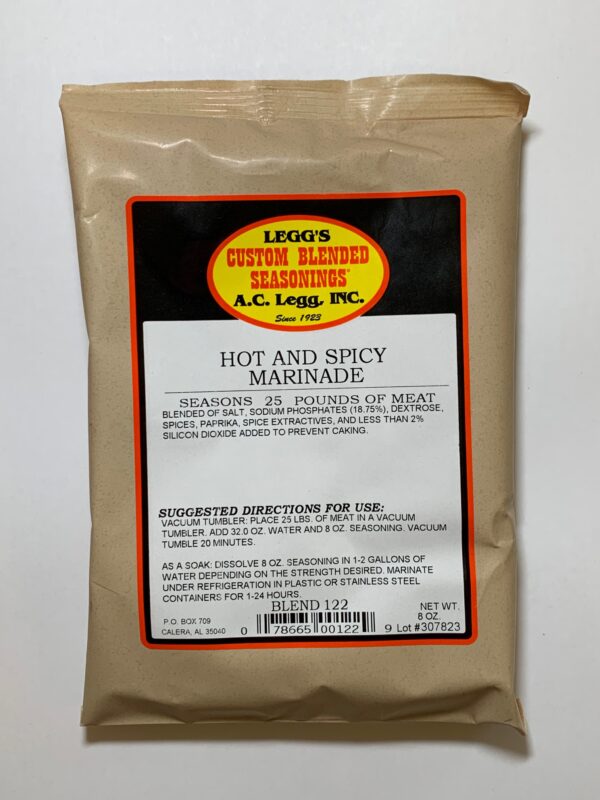 LEGG'S
CUSTOM BLENDED
SEASONINGS
A.C. Legg, INC.
Since 1923
HOT AND SPICY
MARINADE
SEASONS 25 POUNDS OF MEAT
BLENDED OF SALT, SODIUM PHOSPHATES (18.75%), DEXTROSE,
SPICES, PAPRIKA, SPICE EXTRACTIVES, AND LESS THAN 2%
SILICON DIOXIDE ADDED TO PREVENT CAKING.
SUGGESTED DIRECTIONS FOR USE:
VACUUM TUMBLER: PLACE 25 LBS. OF MEAT IN A VACUUM
TUMBLER. ADD 32.0 OZ. WATER AND 8 OZ. SEASONING. VACUUM
TUMBLE 20 MINUTES.
AS A SOAK: DISSOLVE 8 OZ. SEASONING IN 1-2 GALLONS OF
WATER DEPENDING ON THE STRENGTH DESIRED. MARINATE
UNDER REFRIGERATION IN PLASTIC OR STAINLESS STEEL
CONTAINERS FOR 1-24 HOURS.
BLEND 122
P.O. BOX 709
CALERA, AL 35040
0 78665 00122 9
NET WT.
8 OZ.
Lot #307823